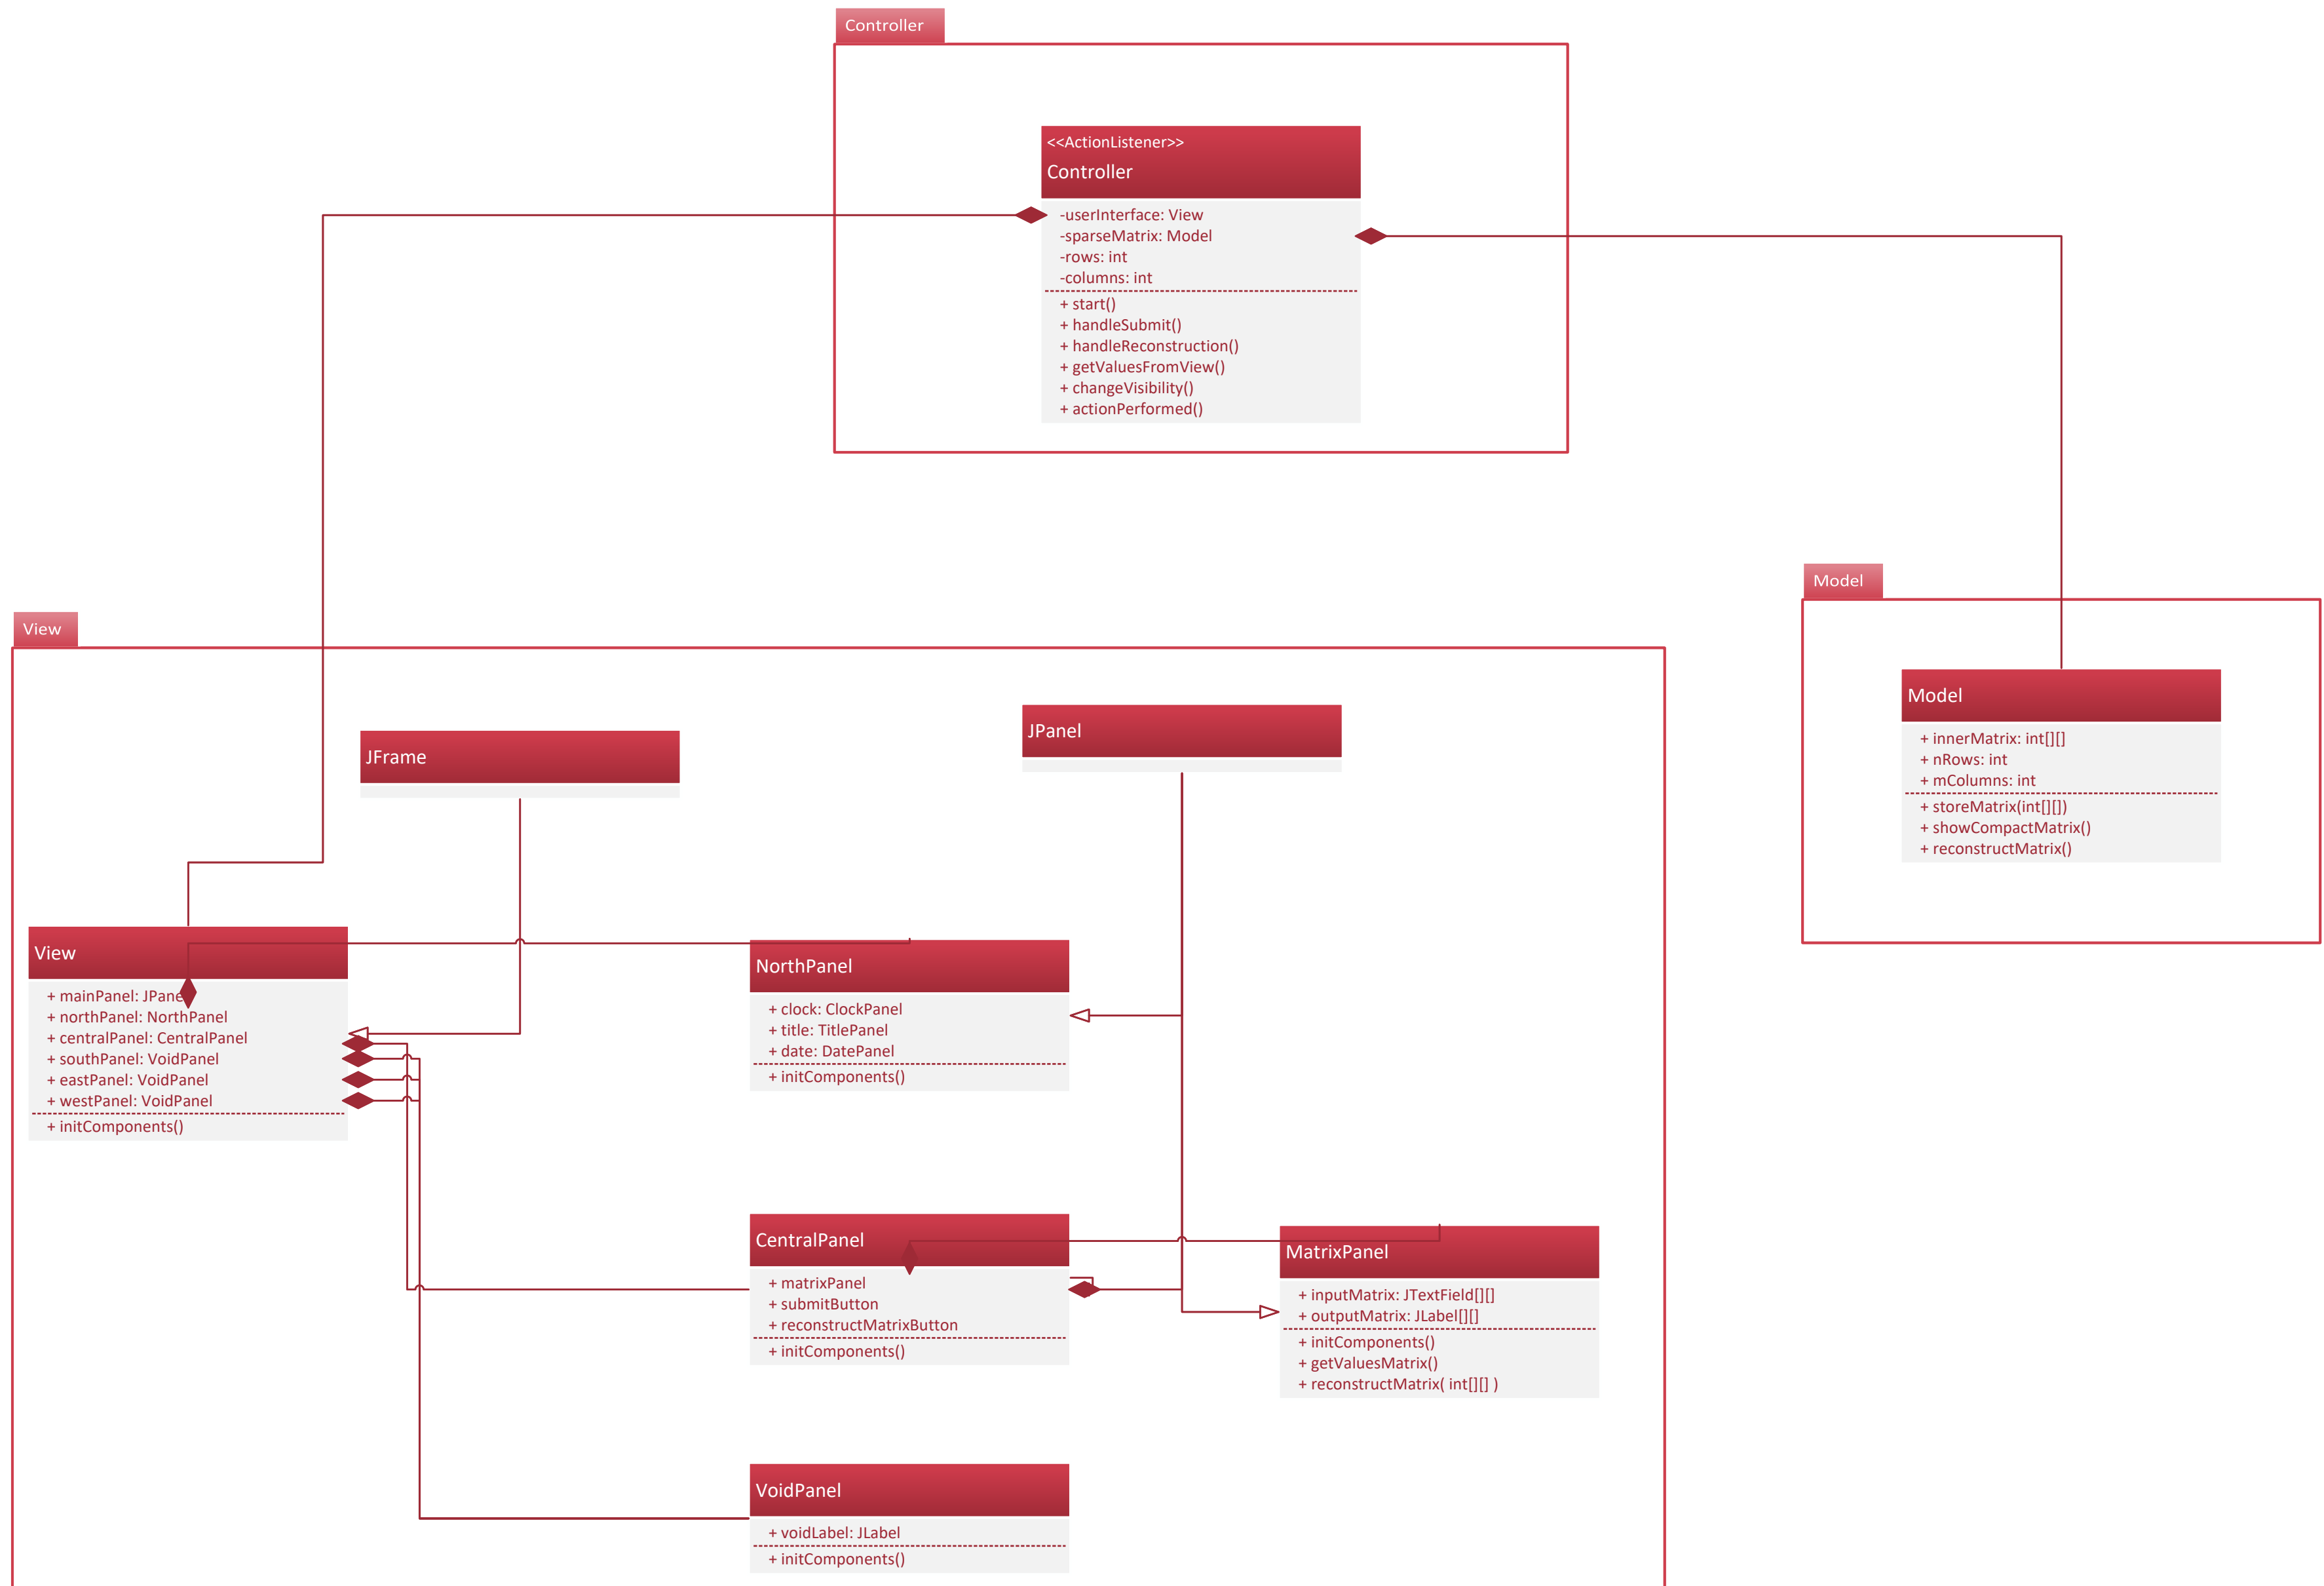 Controller
<<ActionListener>>
Controller
-userInterface: View
-sparseMatrix: Model
-rows: int
-columns: int
+ start()
+ handleSubmit()
+ handleReconstruction()
+ getValuesFromView()
+ changeVisibility()
+ actionPerformed()
Model
Model
+ innerMatrix: int[][]
+ nRows: int
+ mColumns: int
+ storeMatrix(int[][])
+ showCompactMatrix()
+ reconstructMatrix()
View
JFrame
JPanel
View
+ mainPanel: JPanel
+ northPanel: NorthPanel
+ centralPanel: CentralPanel
+ southPanel: VoidPanel
+ eastPanel: VoidPanel
+ westPanel: VoidPanel
+ initComponents()
NorthPanel
+ clock: ClockPanel
+ title: TitlePanel
+ date: DatePanel
+ initComponents()
CentralPanel
+ matrixPanel
+ submitButton
+ reconstructMatrixButton
+ initComponents()
MatrixPanel
+ inputMatrix: JTextField[][]
+ outputMatrix: JLabel[][]
+ initComponents()
+ getValuesMatrix()
+ reconstructMatrix( int[][] )
VoidPanel
+ voidLabel: JLabel
+ initComponents()